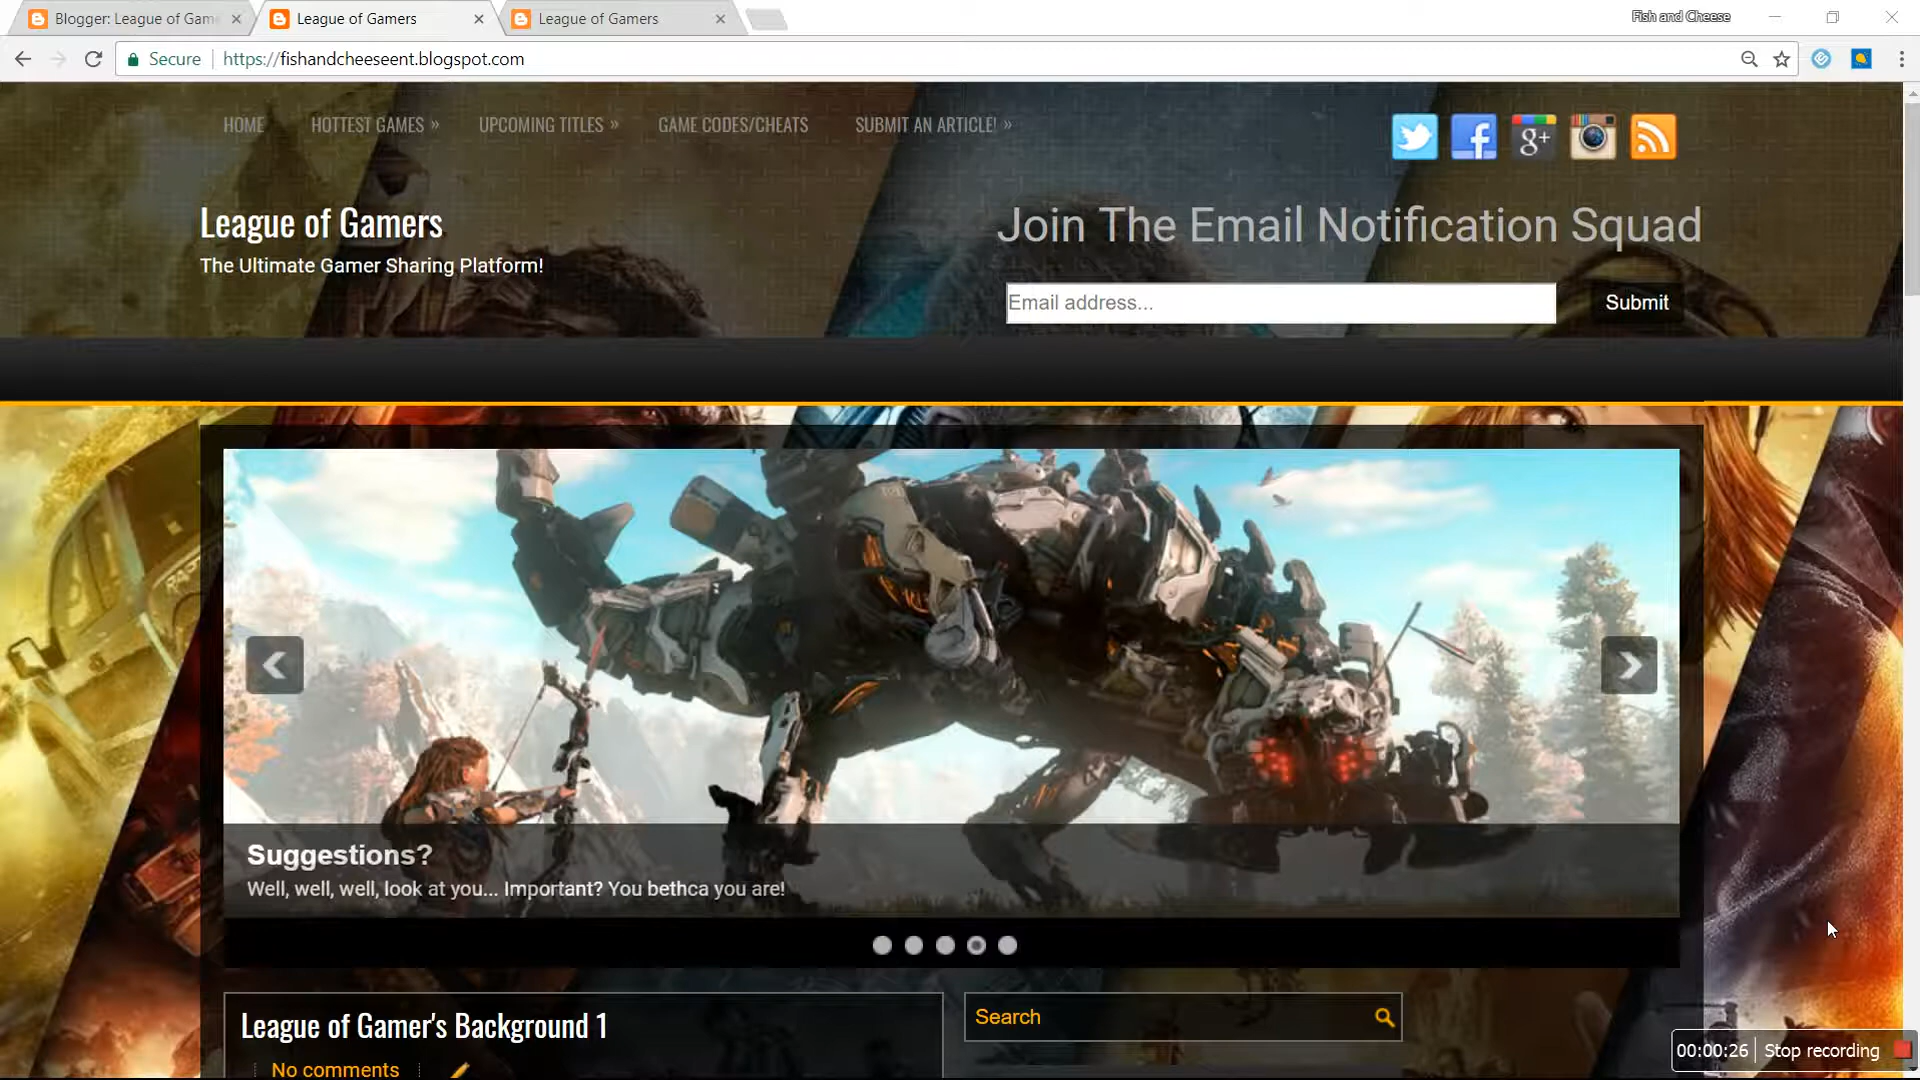 Blogger: League of Gam
League of Gamers
League of Gamers
Fish and Cheese
Secure
https://fishandcheeseent.blogspot.com
HOME
HOTTEST GAMES »
UPCOMING TITLES »
GAME CODES/CHEATS
SUBMIT AN ARTICLE! »
g+
League of Gamers
The Ultimate Gamer Sharing Platform!
Join The Email Notification Squad
Email address...
Submit
Suggestions?
Well, well, well, look at you... Important? You bethca you are!
League of Gamer's Background 1
No comments
Search
00:00:26
Stop recording